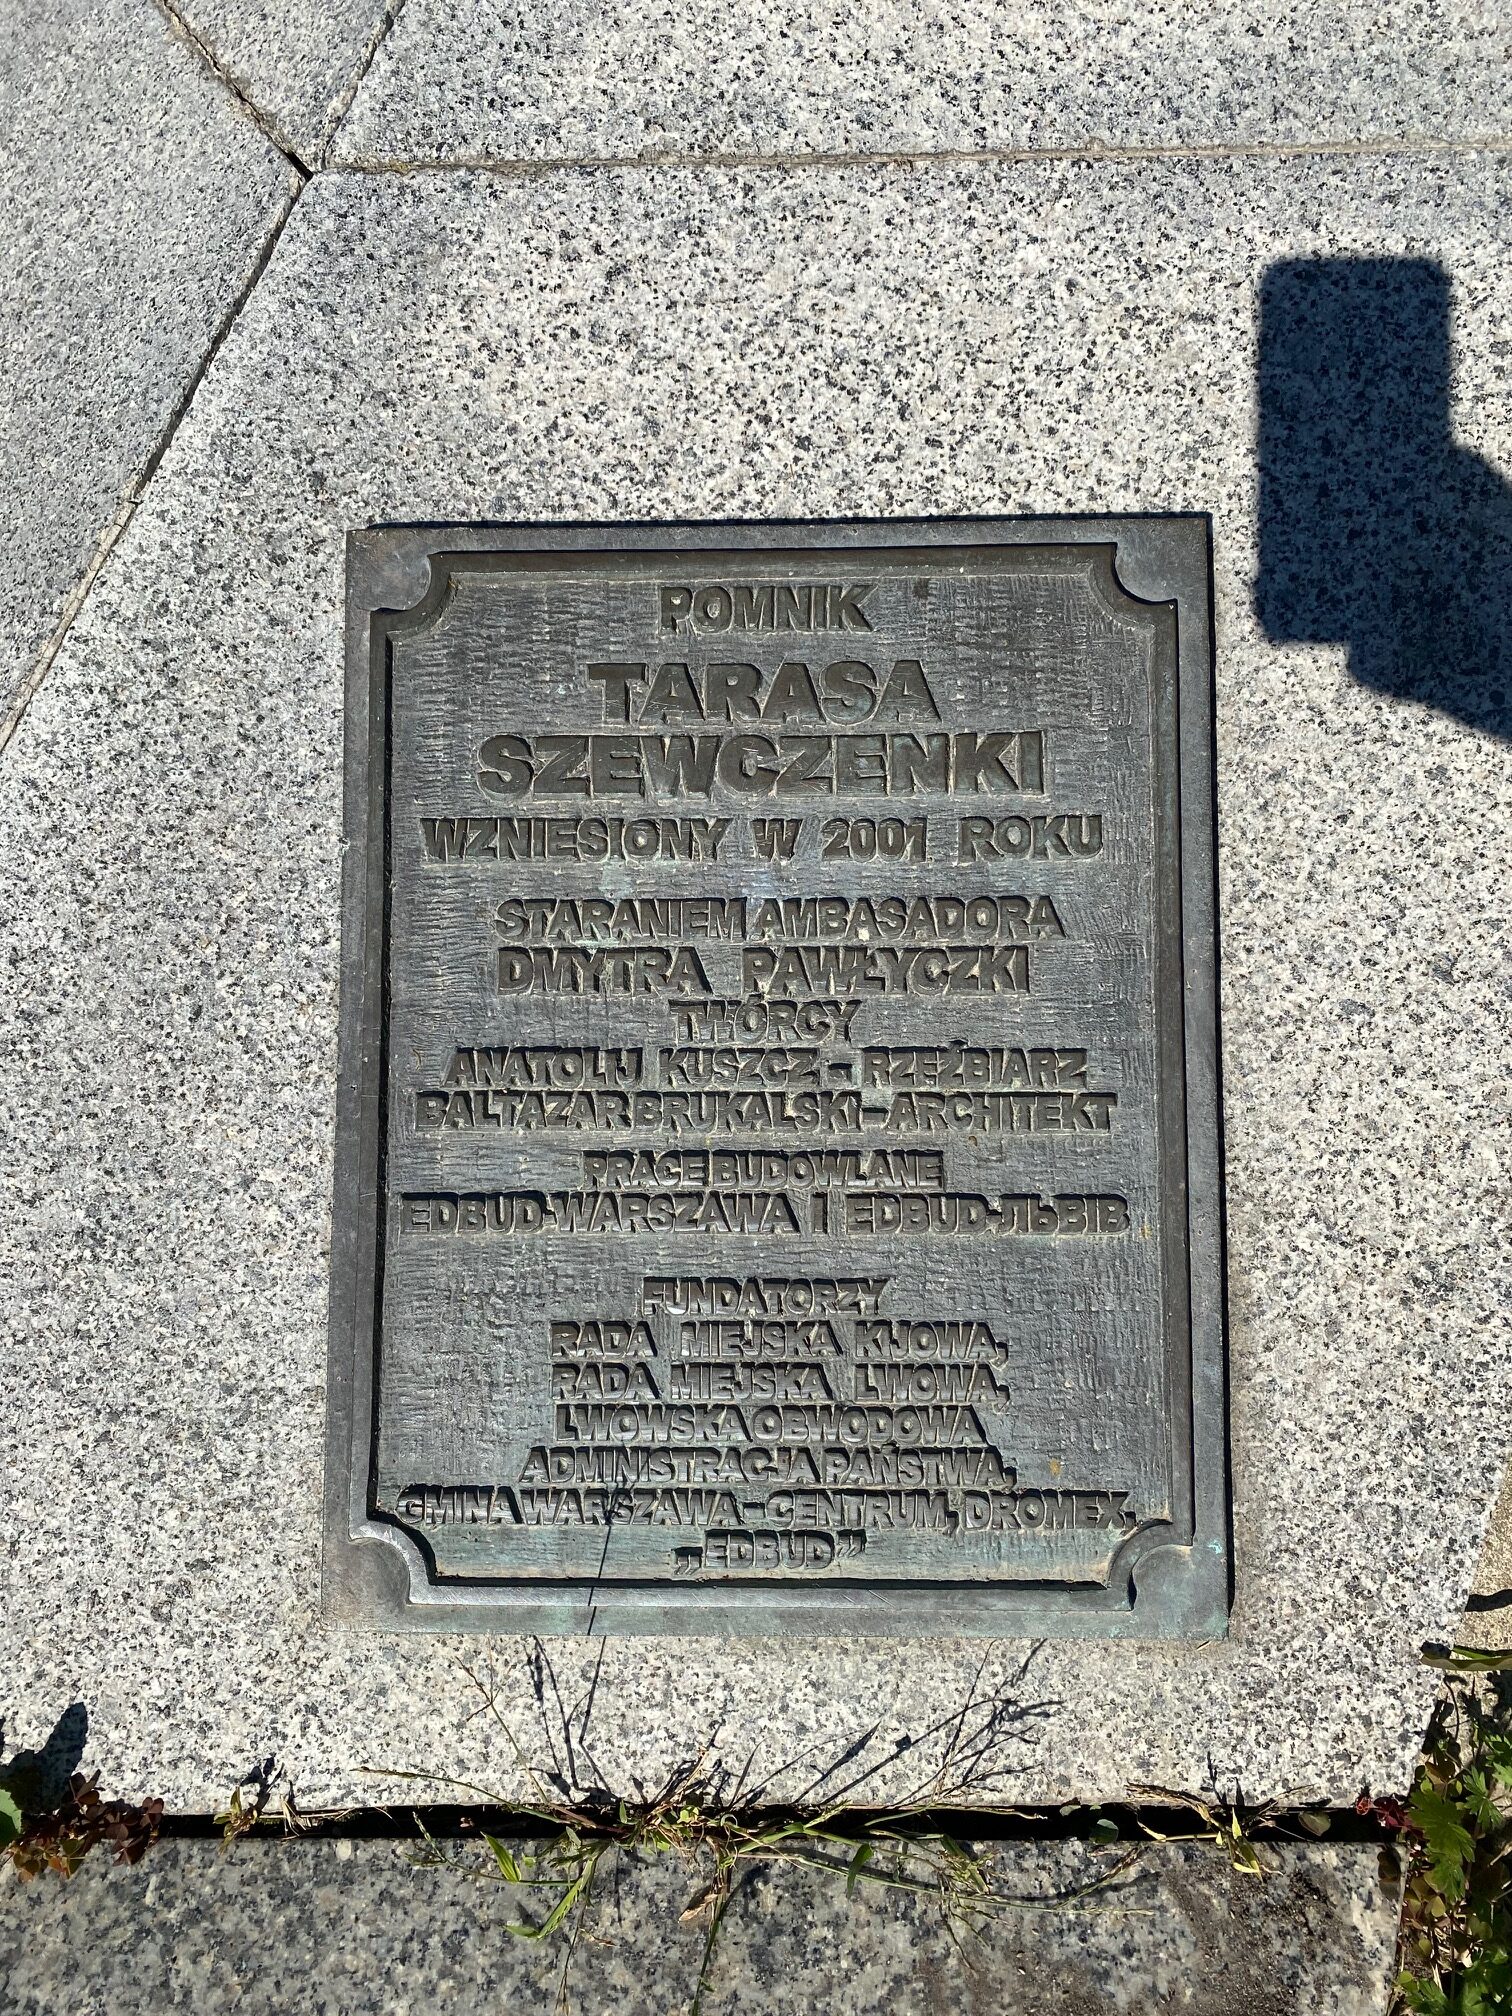 POMNIK
TARASA
SZEWCZENKI
WZNIESIONY W 2001 ROKU
STARANIEM AMBASADORA
DMYTRA PAWŁYCZKI
TWÓRCY
ANATOLIJ KUSZCZ - RZEŹBIARZ
BALTAZAR BRUKALSKI - ARCHITEKT
PRACE BUDOWLANE
EDBUD-WARSZAWA I EDBUD-ЛЬВІВ
FUNDATORZY
RADA MIEJSKA KIJOWA,
RADA MIEJSKA LWOWA,
LWOWSKA OBWODOWA
ADMINISTRACJA PAŃSTWA,
GMINA WARSZAWA - CENTRUM, DROMEX,
„EDBUD”